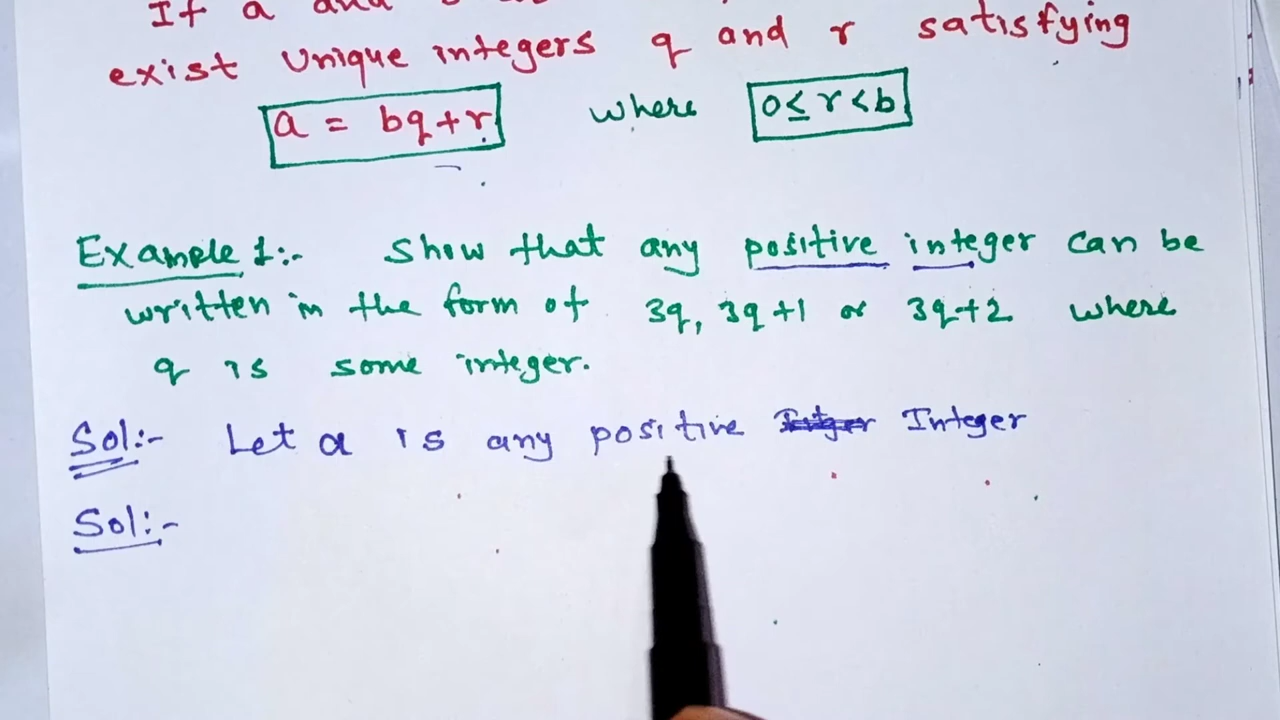 If a and
exist Unique integers q and r satisfying
a = bq+r where 0≤r<b
Example 1:- Show that any positive integer can be
written in the form of 3q, 3q+1 or 3q+2 where
q is some integer.
Sol:- Let a is any positive Integer
Sol:-